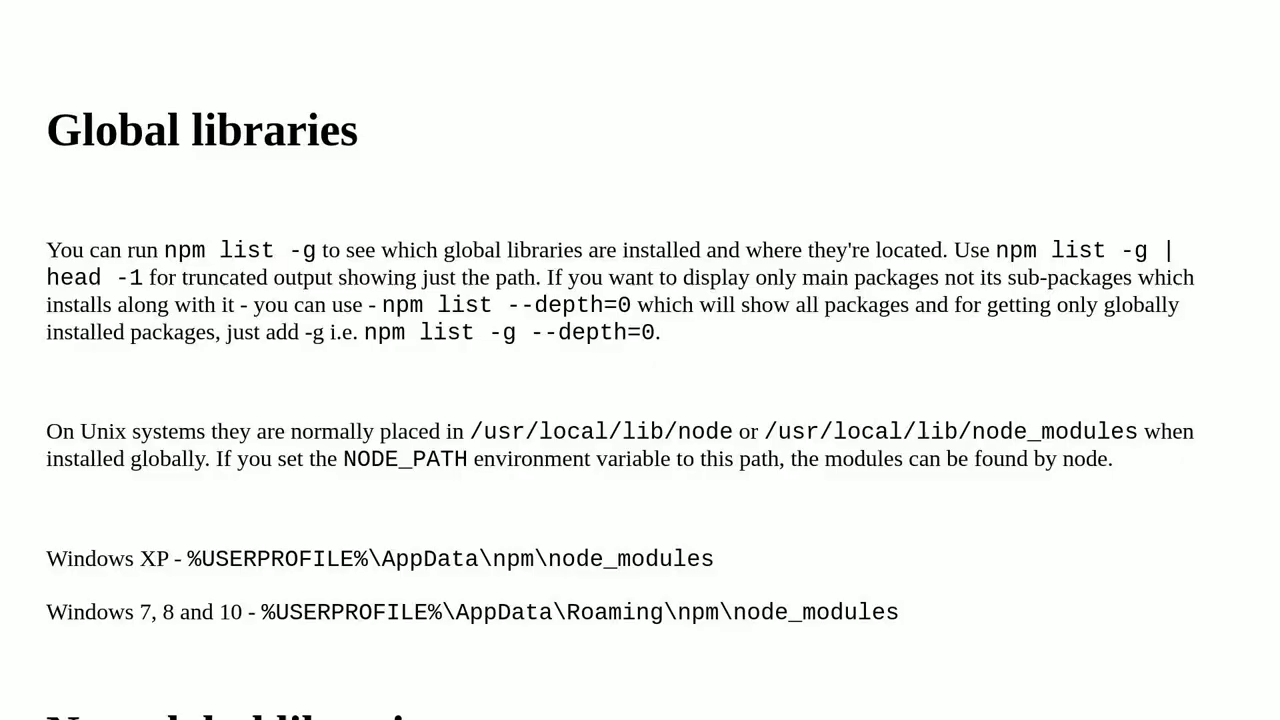 Global libraries
You can run npm list -g to see which global libraries are installed and where they're located. Use npm list -g |
head -1 for truncated output showing just the path. If you want to display only main packages not its sub-packages which
installs along with it - you can use - npm list --depth=0 which will show all packages and for getting only globally
installed packages, just add -g i.e. npm list -g --depth=0.
On Unix systems they are normally placed in /usr/local/lib/node or /usr/local/lib/node_modules when
installed globally. If you set the NODE_PATH environment variable to this path, the modules can be found by node.
Windows XP - %USERPROFILE%\AppData\npm\node_modules
Windows 7, 8 and 10 - %USERPROFILE%\AppData\Roaming\npm\node_modules